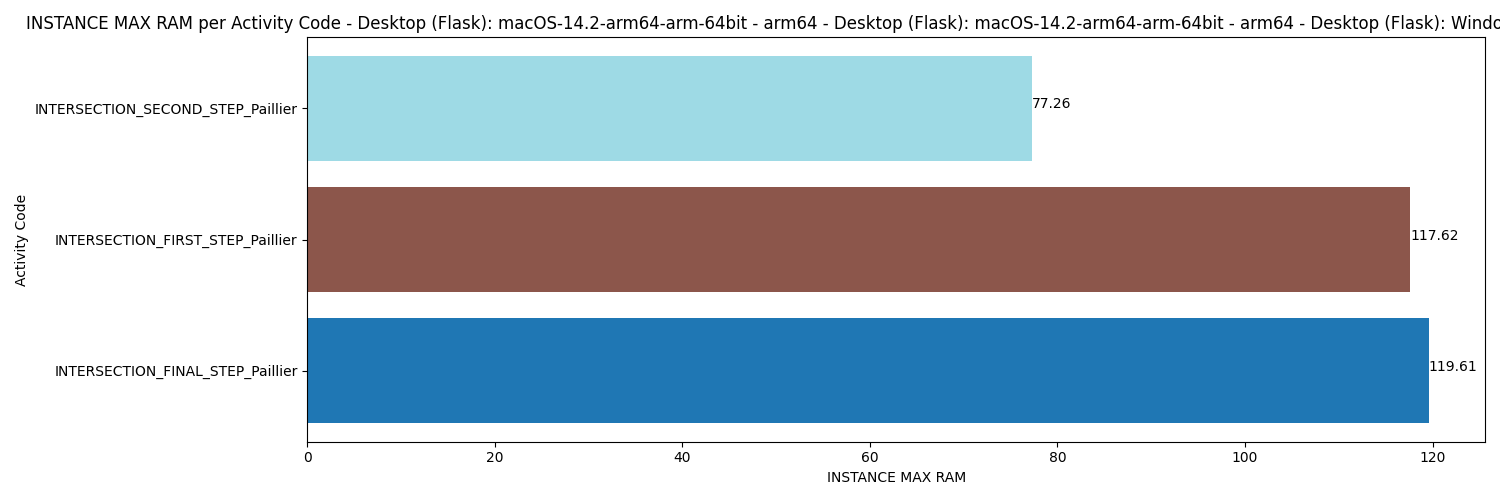 INSTANCE MAX RAM per Activity Code - Desktop (Flask): macOS-14.2-arm64-arm-64bit - arm64 - Desktop (Flask): macOS-14.2-arm64-arm-64bit - arm64 - Desktop (Flask): Windo
INTERSECTION_SECOND_STEP_Paillier
77.26
INTERSECTION_FIRST_STEP_Paillier
117.62
INTERSECTION_FINAL_STEP_Paillier
119.61
Activity Code
0 20 40 60 80 100 120
INSTANCE MAX RAM